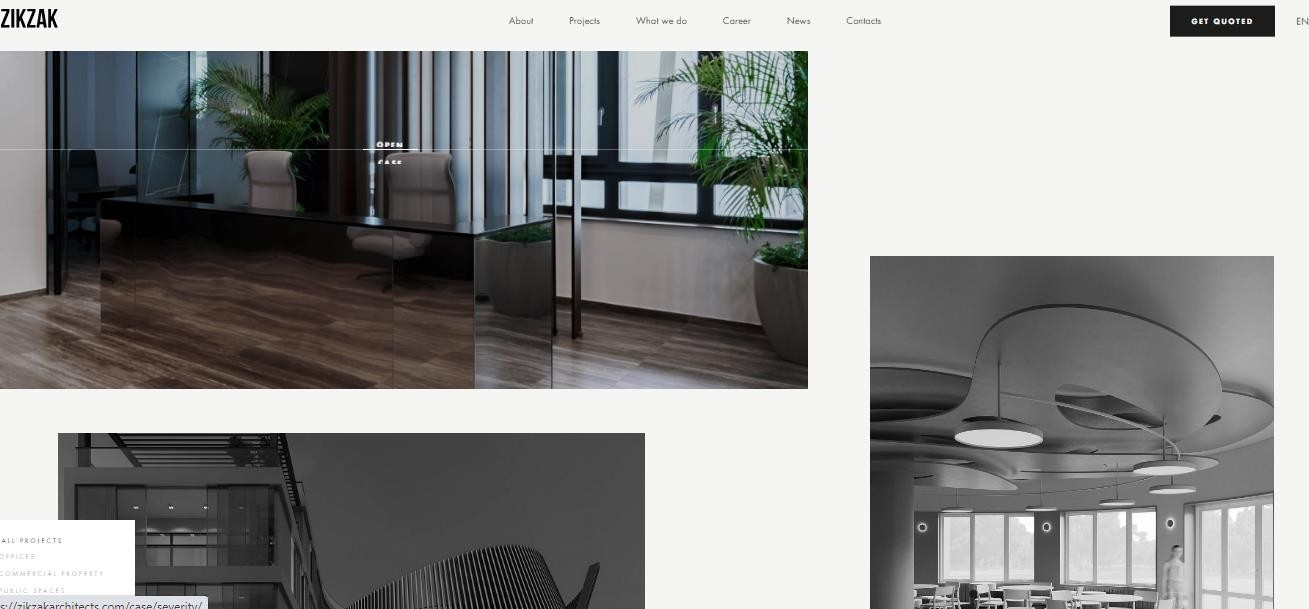 ZIKZAK
About
Projects
What we do
Career
News
Contacts
GET QUOTED
EN
OPEN
CASE
ALL PROJECTS
OFFICES
COMMERCIAL PROPERTY
PUBLIC SPACES
s://zikzakarchitects.com/case/severity/